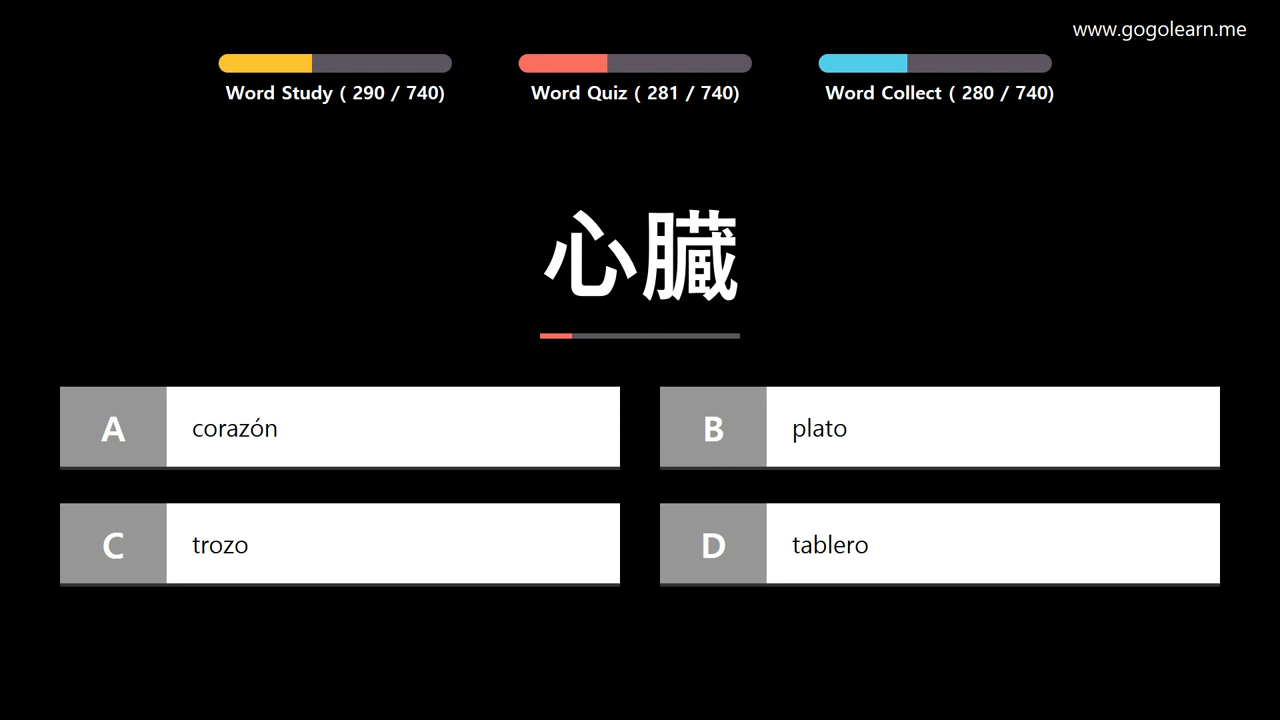 www.gogolearn.me
Word Study ( 290 / 740)
Word Quiz ( 281 / 740)
Word Collect ( 280 / 740)
心臓
A corazón
B plato
C trozo
D tablero